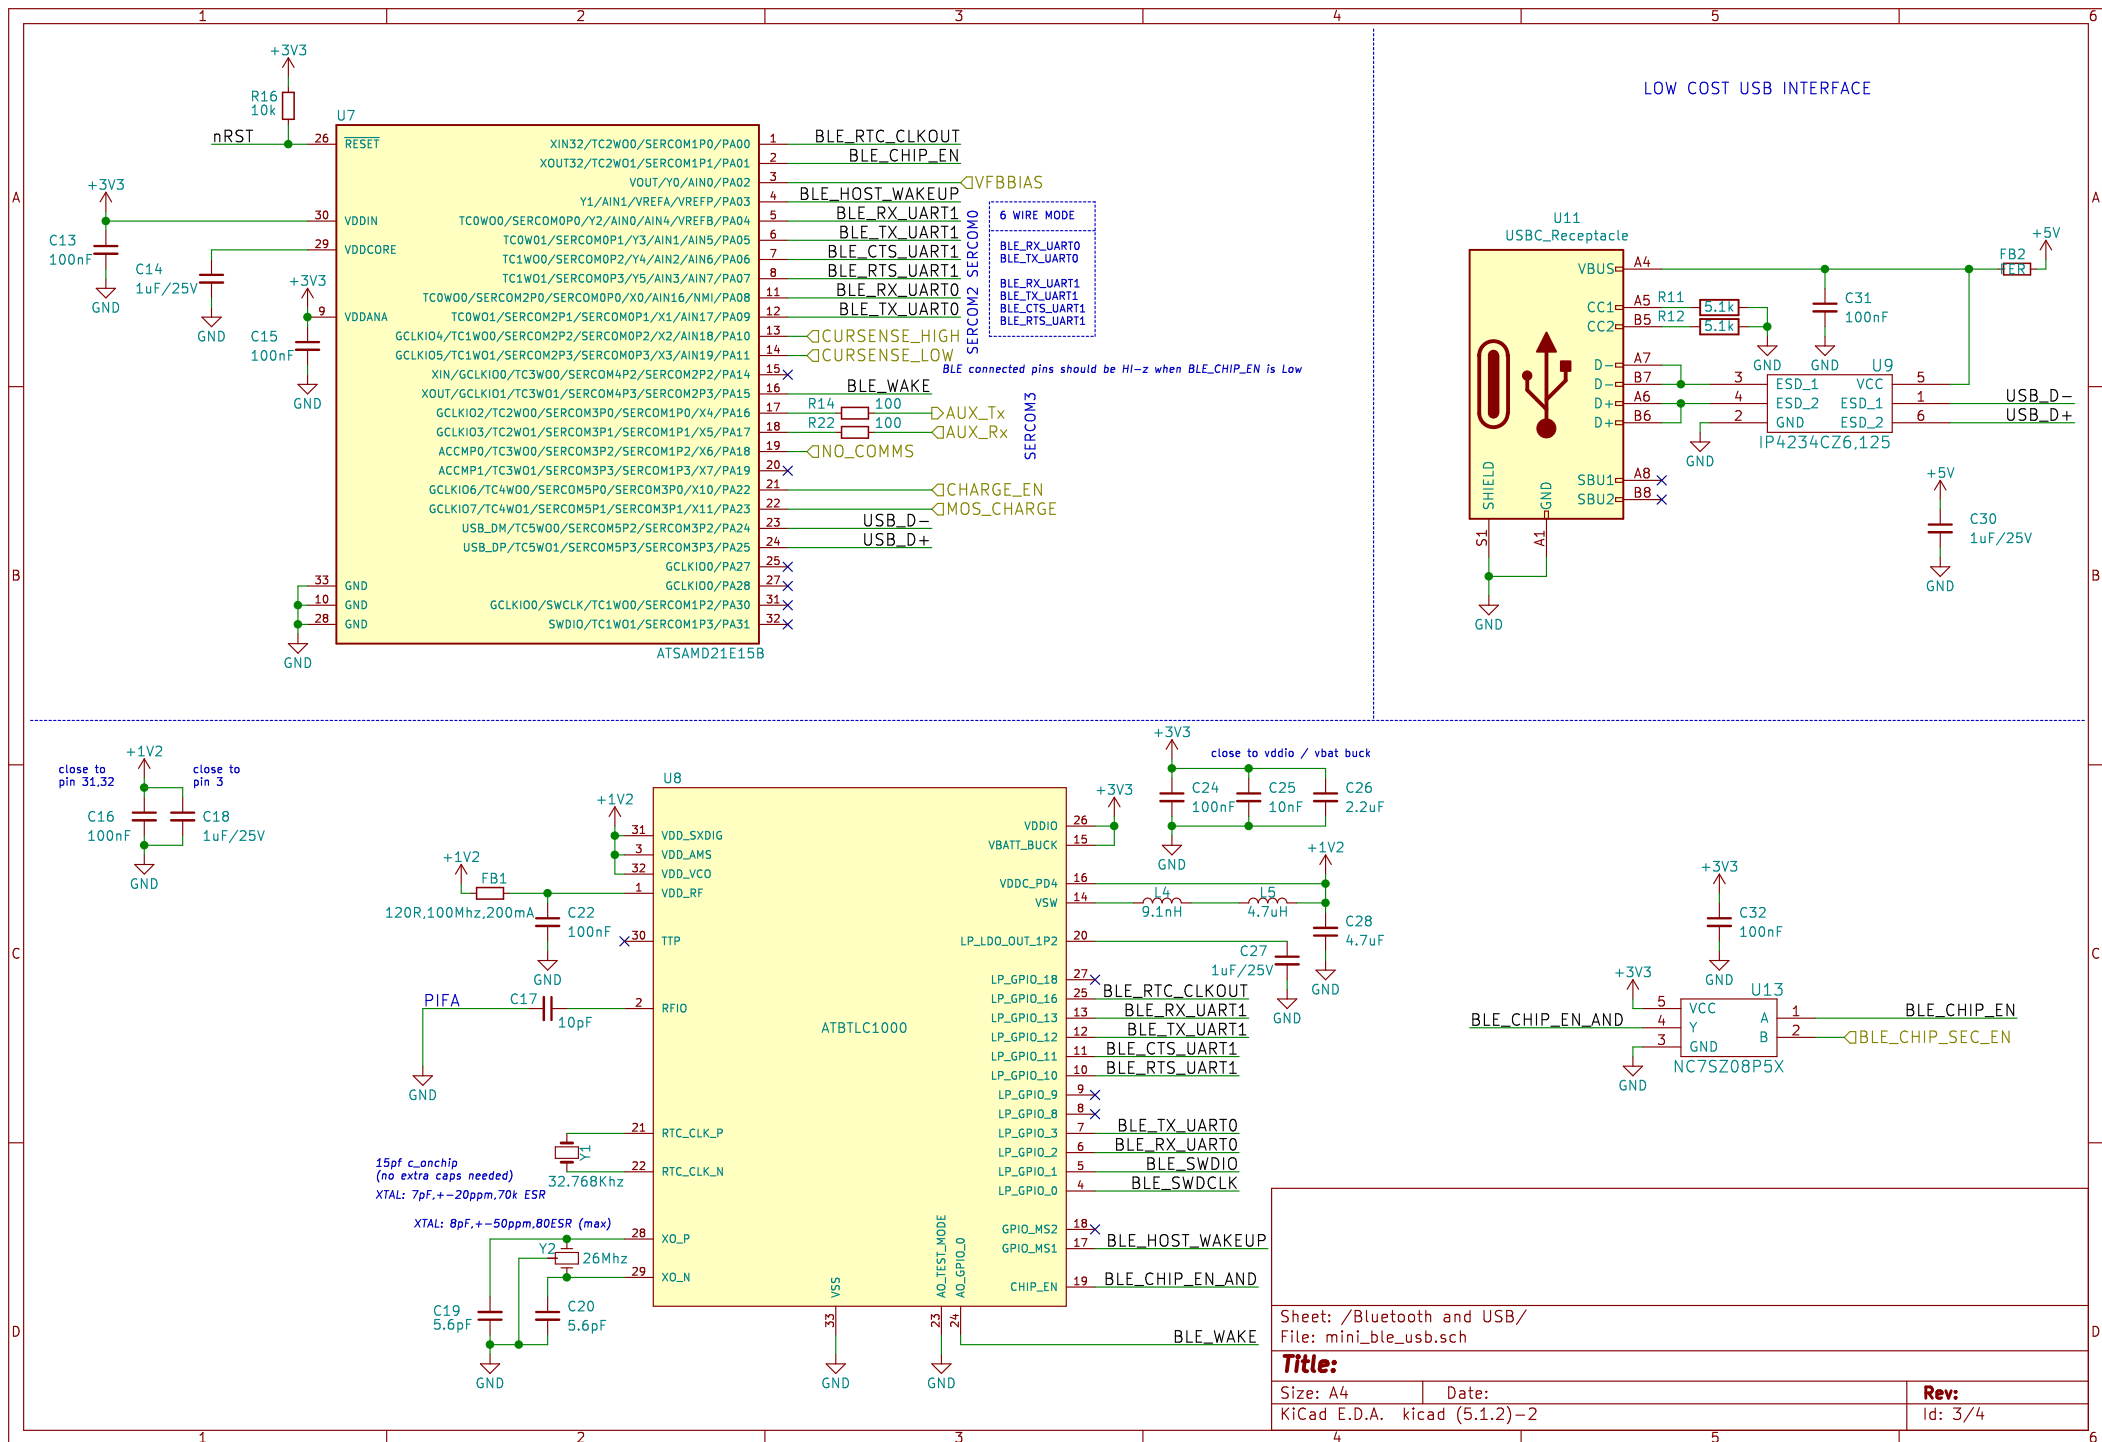 1 2 3 4 5 6
A
B
C
D
+3V3
R16
10k
nRST
+3V3
C13
100nF
GND
C14
1uF/25V
GND
+3V3
C15
100nF
GND
GND
U7
26 RESET
30 VDDIN
29 VDDCORE
9 VDDANA
33 GND
10 GND
28 GND
XIN32/TC2WO0/SERCOM1P0/PA00 1 BLE_RTC_CLKOUT
XOUT32/TC2WO1/SERCOM1P1/PA01 2 BLE_CHIP_EN
VOUT/Y0/AIN0/PA02 3 VFBBIAS
Y1/AIN1/VREFA/VREFP/PA03 4 BLE_HOST_WAKEUP
TC0WO0/SERCOM0P0/Y2/AIN0/AIN4/VREFB/PA04 5 BLE_RX_UART1
TC0WO1/SERCOM0P1/Y3/AIN1/AIN5/PA05 6 BLE_TX_UART1
TC1WO0/SERCOM0P2/Y4/AIN2/AIN6/PA06 7 BLE_CTS_UART1
TC1WO1/SERCOM0P3/Y5/AIN3/AIN7/PA07 8 BLE_RTS_UART1
TC0WO0/SERCOM2P0/SERCOM0P0/X0/AIN16/NMI/PA08 11 BLE_RX_UART0
TC0WO1/SERCOM2P1/SERCOM0P1/X1/AIN17/PA09 12 BLE_TX_UART0
GCLKIO4/TC1WO0/SERCOM2P2/SERCOM0P2/X2/AIN18/PA10 13 CURSENSE_HIGH
GCLKIO5/TC1WO1/SERCOM2P3/SERCOM0P3/X3/AIN19/PA11 14 CURSENSE_LOW
XIN/GCLKIO0/TC3WO0/SERCOM4P2/SERCOM2P2/PA14 15
XOUT/GCLKIO1/TC3WO1/SERCOM4P3/SERCOM2P3/PA15 16 BLE_WAKE
GCLKIO2/TC2WO0/SERCOM3P0/SERCOM1P0/X4/PA16 17 R14 100 AUX_Tx
GCLKIO3/TC2WO1/SERCOM3P1/SERCOM1P1/X5/PA17 18 R22 100 AUX_Rx
ACCMP0/TC3WO0/SERCOM3P2/SERCOM1P2/X6/PA18 19 NO_COMMS
ACCMP1/TC3WO1/SERCOM3P3/SERCOM1P3/X7/PA19 20
GCLKIO6/TC4WO0/SERCOM5P0/SERCOM3P0/X10/PA22 21 CHARGE_EN
GCLKIO7/TC4WO1/SERCOM5P1/SERCOM3P1/X11/PA23 22 MOS_CHARGE
USB_DM/TC5WO0/SERCOM5P2/SERCOM3P2/PA24 23 USB_D-
USB_DP/TC5WO1/SERCOM5P3/SERCOM3P3/PA25 24 USB_D+
GCLKIO0/PA27 25
GCLKIO0/PA28 27
GCLKIO0/SWCLK/TC1WO0/SERCOM1P2/PA30 31
SWDIO/TC1WO1/SERCOM1P3/PA31 32
ATSAMD21E15B
SERCOM2 SERCOM0
SERCOM3
6 WIRE MODE
BLE_RX_UART0
BLE_TX_UART0
BLE_RX_UART1
BLE_TX_UART1
BLE_CTS_UART1
BLE_RTS_UART1
BLE connected pins should be HI-z when BLE_CHIP_EN is Low
LOW COST USB INTERFACE
U11
USBC_Receptacle
VBUS A4
CC1 A5
CC2 B5
D- A7
D- B7
D+ A6
D+ B6
SBU1 A8
SBU2 B8
SHIELD S1
GND A1
GND
R11 5.1k
R12 5.1k
GND
C31
100nF
GND
FB2
FER
+5V
U9
3 ESD_1 VCC 5
4 ESD_2 ESD_1 1 USB_D-
2 GND ESD_2 6 USB_D+
IP4234CZ6,125
GND
+5V
C30
1uF/25V
GND
+1V2
close to
pin 31,32
close to
pin 3
C16
100nF
C18
1uF/25V
GND
+1V2
+1V2
FB1
120R,100Mhz,200mA
C22
100nF
GND
PIFA
C17
10pF
GND
Y1
32.768Khz
15pf c_onchip
(no extra caps needed)
XTAL: 7pF,+-20ppm,70k ESR
XTAL: 8pF,+-50ppm,80ESR (max)
Y2
26Mhz
C19
5.6pF
C20
5.6pF
GND
U8
ATBTLC1000
31 VDD_SXDIG
3 VDD_AMS
32 VDD_VCO
1 VDD_RF
30 TTP
2 RFIO
21 RTC_CLK_P
22 RTC_CLK_N
28 XO_P
29 XO_N
VSS 33
AO_TEST_MODE 23
AO_GPIO_0 24
GND
GND
BLE_WAKE
VDDIO 26
VBATT_BUCK 15
VDDC_PD4 16
VSW 14
LP_LDO_OUT_1P2 20
LP_GPIO_18 27
LP_GPIO_16 25 BLE_RTC_CLKOUT
LP_GPIO_13 13 BLE_RX_UART1
LP_GPIO_12 12 BLE_TX_UART1
LP_GPIO_11 11 BLE_CTS_UART1
LP_GPIO_10 10 BLE_RTS_UART1
LP_GPIO_9 9
LP_GPIO_8 8
LP_GPIO_3 7 BLE_TX_UART0
LP_GPIO_2 6 BLE_RX_UART0
LP_GPIO_1 5 BLE_SWDIO
LP_GPIO_0 4 BLE_SWDCLK
GPIO_MS2 18
GPIO_MS1 17 BLE_HOST_WAKEUP
CHIP_EN 19 BLE_CHIP_EN_AND
+3V3
+3V3
close to vddio / vbat buck
C24
100nF
C25
10nF
C26
2.2uF
GND
+1V2
L4
9.1nH
L5
4.7uH
C28
4.7uF
GND
C27
1uF/25V
GND
+3V3
C32
100nF
GND
+3V3
U13
5 VCC A 1 BLE_CHIP_EN
BLE_CHIP_EN_AND 4 Y B 2 BLE_CHIP_SEC_EN
3 GND
NC7SZ08P5X
GND
Sheet: /Bluetooth and USB/
File: mini_ble_usb.sch
Title:
Size: A4 Date: Rev:
KiCad E.D.A. kicad (5.1.2)-2 Id: 3/4
A
B
C
D
1 2 3 4 5 6